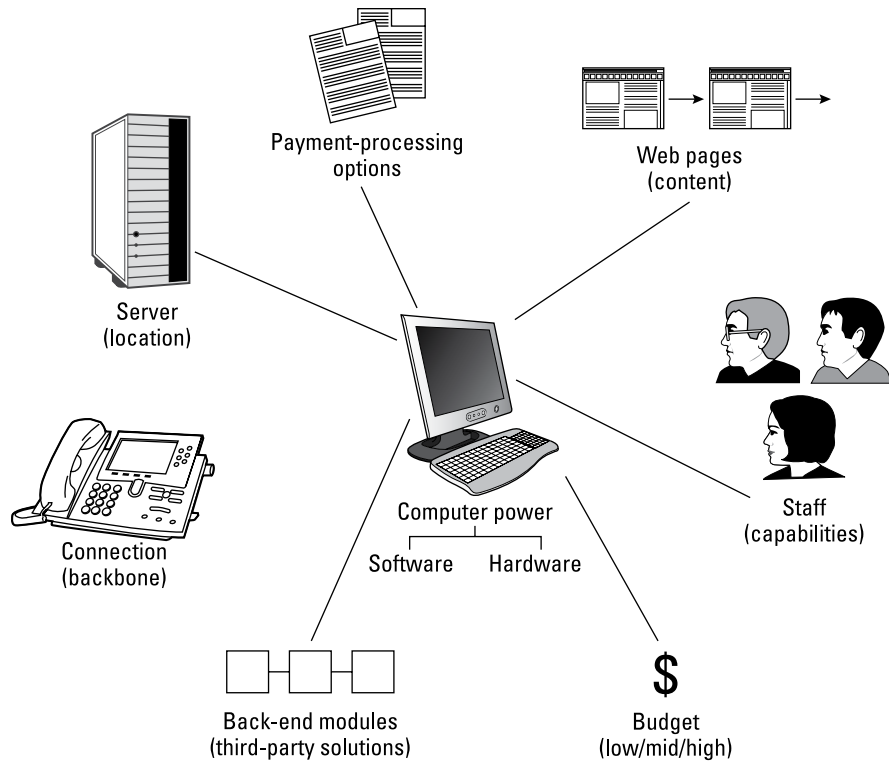 Payment-processing
options
Web pages
(content)
Server
(location)
Staff
(capabilities)
Connection
(backbone)
Computer power
Software Hardware
Back-end modules
(third-party solutions)
$
Budget
(low/mid/high)